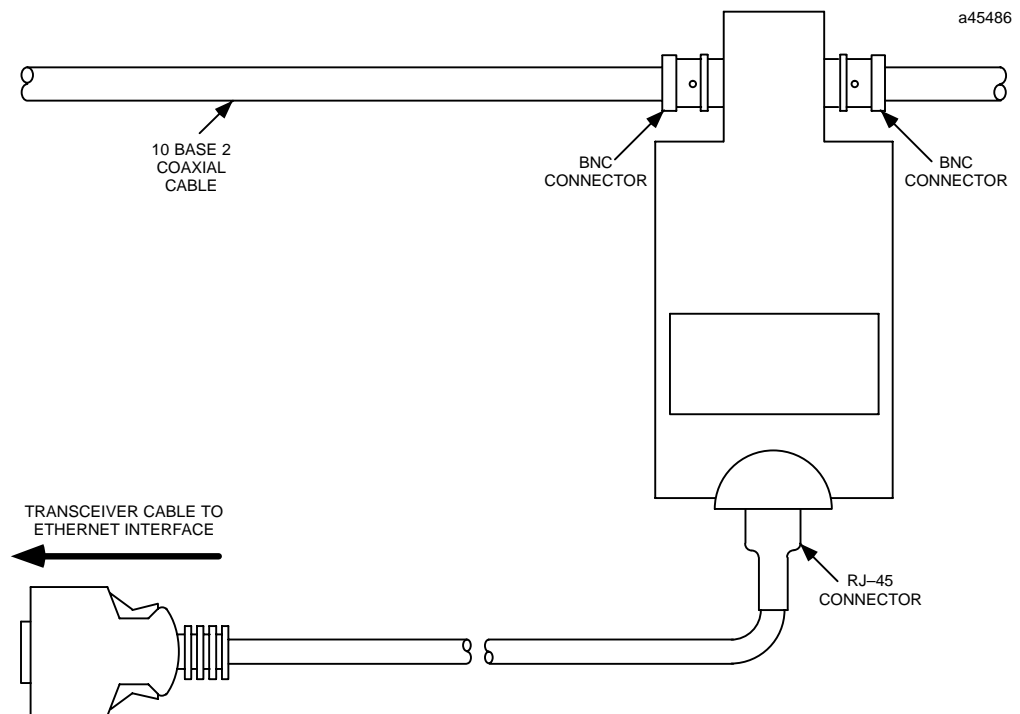 a45486
10 BASE 2
COAXIAL
CABLE
BNC
CONNECTOR
BNC
CONNECTOR
TRANSCEIVER CABLE TO
ETHERNET INTERFACE
RJ–45
CONNECTOR